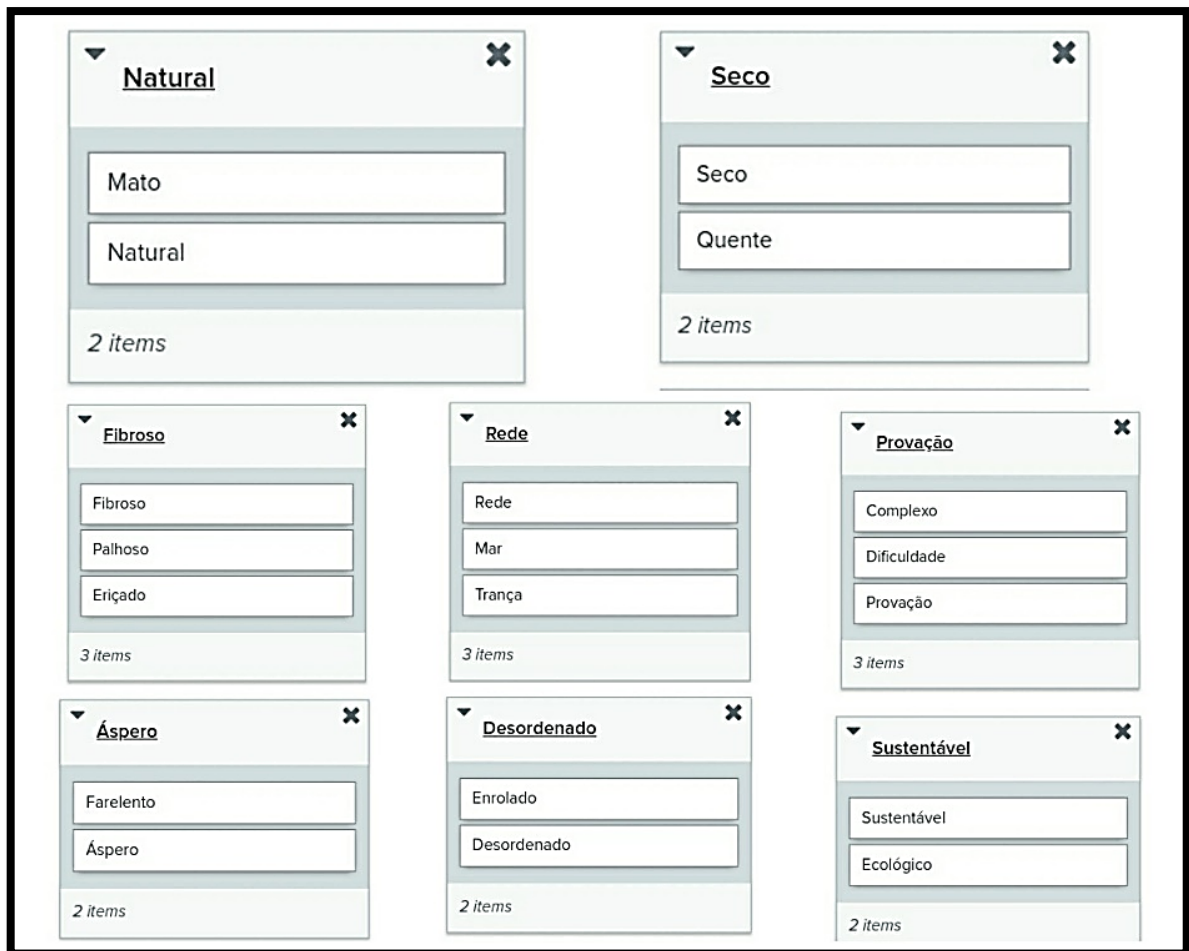 Natural
Mato
Natural
2 items
Seco
Seco
Quente
2 items
Fibroso
Fibroso
Palhoso
Eriçado
3 items
Rede
Rede
Mar
Trança
3 items
Provação
Complexo
Dificuldade
Provação
3 items
Áspero
Farelento
Áspero
2 items
Desordenado
Enrolado
Desordenado
2 items
Sustentável
Sustentável
Ecológico
2 items